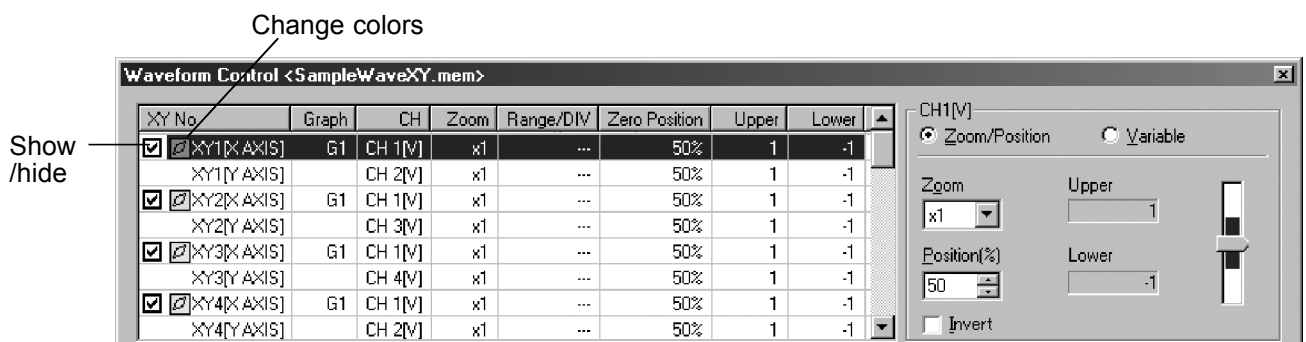 Change colors
Waveform Control <SampleWaveXY.mem>
Show
/hide
XY No. Graph CH Zoom Range/DIV Zero Position Upper Lower
XY1[X AXIS] G1 CH 1[V] x1 --- 50% 1 -1
XY1[Y AXIS] CH 2[V] x1 --- 50% 1 -1
XY2[X AXIS] G1 CH 1[V] x1 --- 50% 1 -1
XY2[Y AXIS] CH 3[V] x1 --- 50% 1 -1
XY3[X AXIS] G1 CH 1[V] x1 --- 50% 1 -1
XY3[Y AXIS] CH 4[V] x1 --- 50% 1 -1
XY4[X AXIS] G1 CH 1[V] x1 --- 50% 1 -1
XY4[Y AXIS] CH 2[V] x1 --- 50% 1 -1
CH1[V]
Zoom/Position Variable
Zoom Upper
x1 1
Position(%) Lower
50 -1
Invert